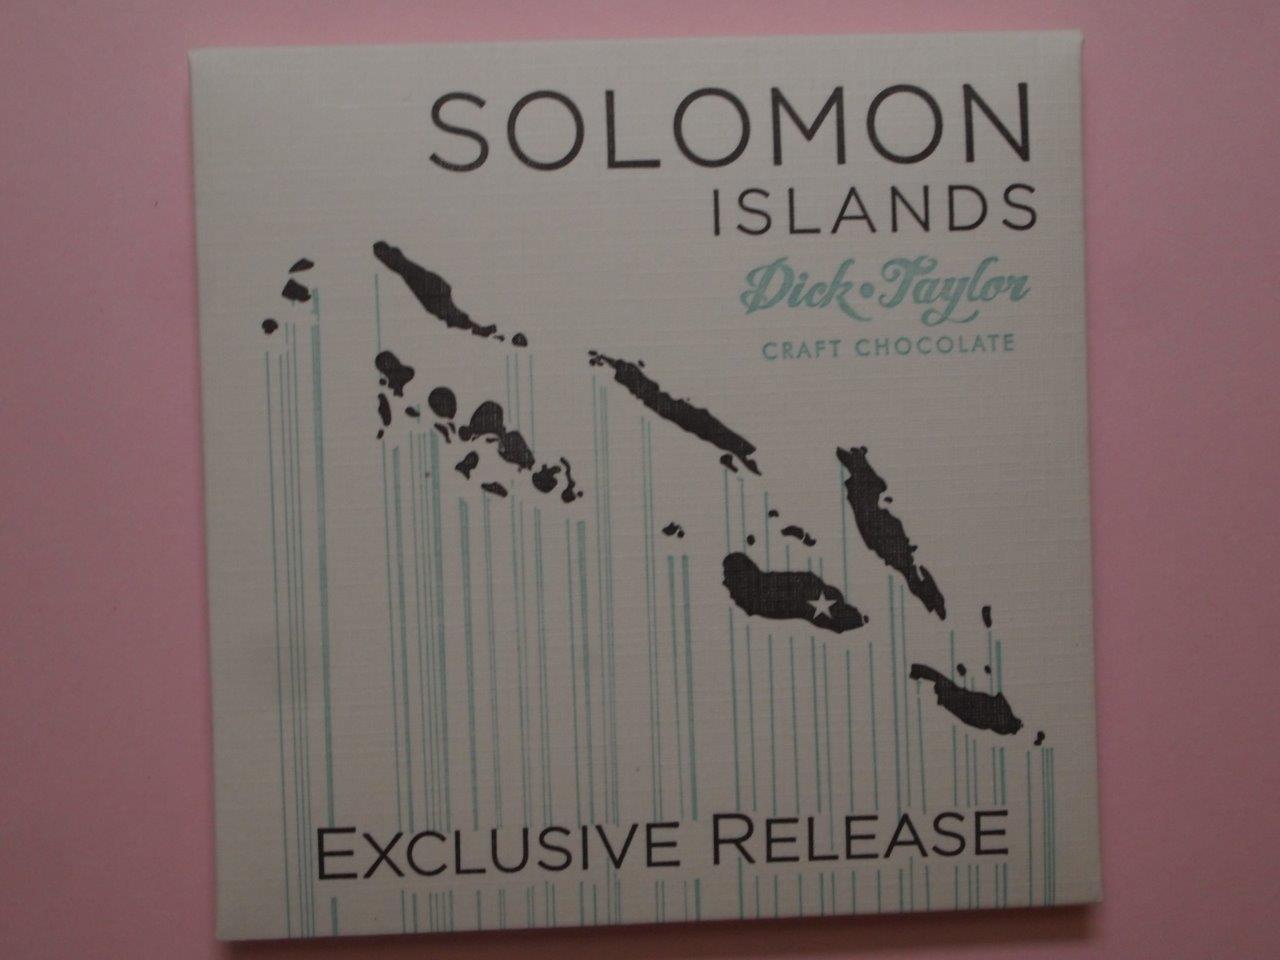 SOLOMON
ISLANDS
Dick•Taylor
CRAFT CHOCOLATE
EXCLUSIVE RELEASE